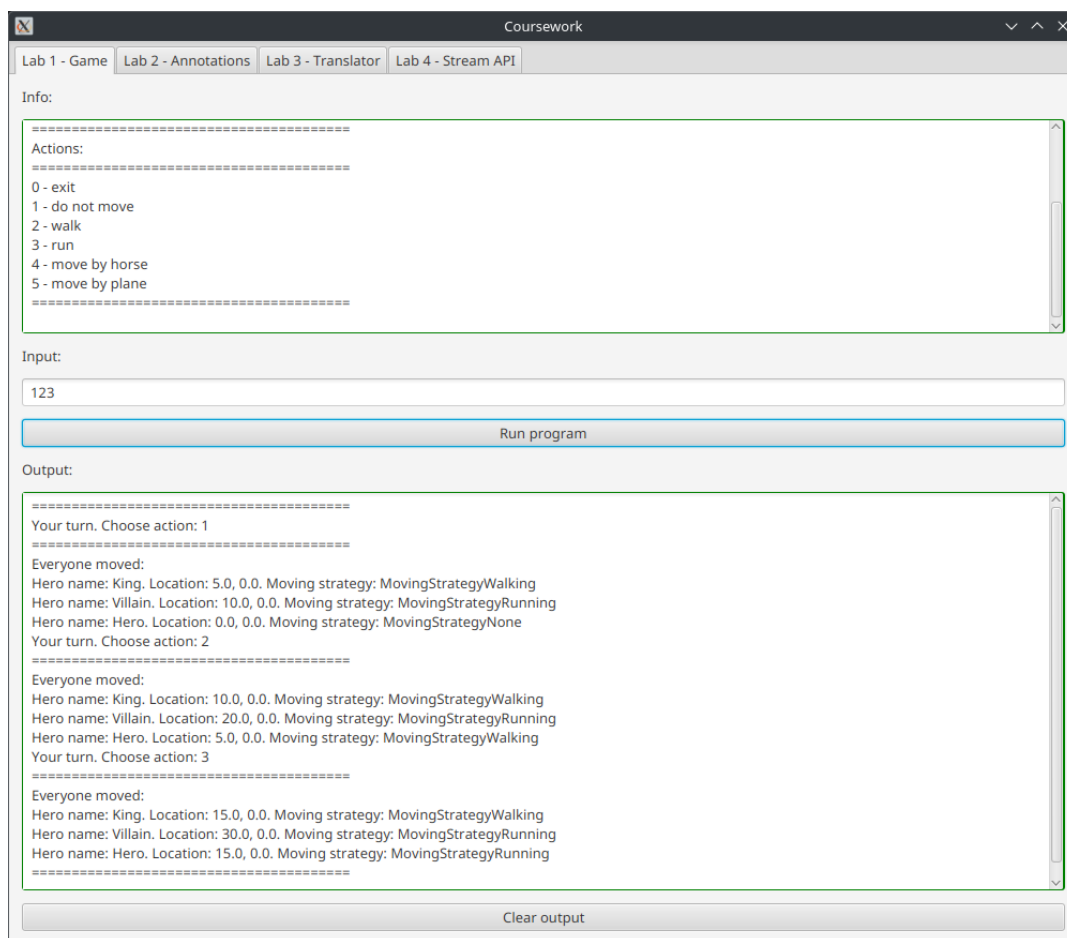 Coursework
Lab 1 - Game Lab 2 - Annotations Lab 3 - Translator Lab 4 - Stream API
Info:
========================================
Actions:
========================================
0 - exit
1 - do not move
2 - walk
3 - run
4 - move by horse
5 - move by plane
========================================
Input:
123
Run program
Output:
========================================
Your turn. Choose action: 1
========================================
Everyone moved:
Hero name: King. Location: 5.0, 0.0. Moving strategy: MovingStrategyWalking
Hero name: Villain. Location: 10.0, 0.0. Moving strategy: MovingStrategyRunning
Hero name: Hero. Location: 0.0, 0.0. Moving strategy: MovingStrategyNone
Your turn. Choose action: 2
========================================
Everyone moved:
Hero name: King. Location: 10.0, 0.0. Moving strategy: MovingStrategyWalking
Hero name: Villain. Location: 20.0, 0.0. Moving strategy: MovingStrategyRunning
Hero name: Hero. Location: 5.0, 0.0. Moving strategy: MovingStrategyWalking
Your turn. Choose action: 3
========================================
Everyone moved:
Hero name: King. Location: 15.0, 0.0. Moving strategy: MovingStrategyWalking
Hero name: Villain. Location: 30.0, 0.0. Moving strategy: MovingStrategyRunning
Hero name: Hero. Location: 15.0, 0.0. Moving strategy: MovingStrategyRunning
========================================
Clear output